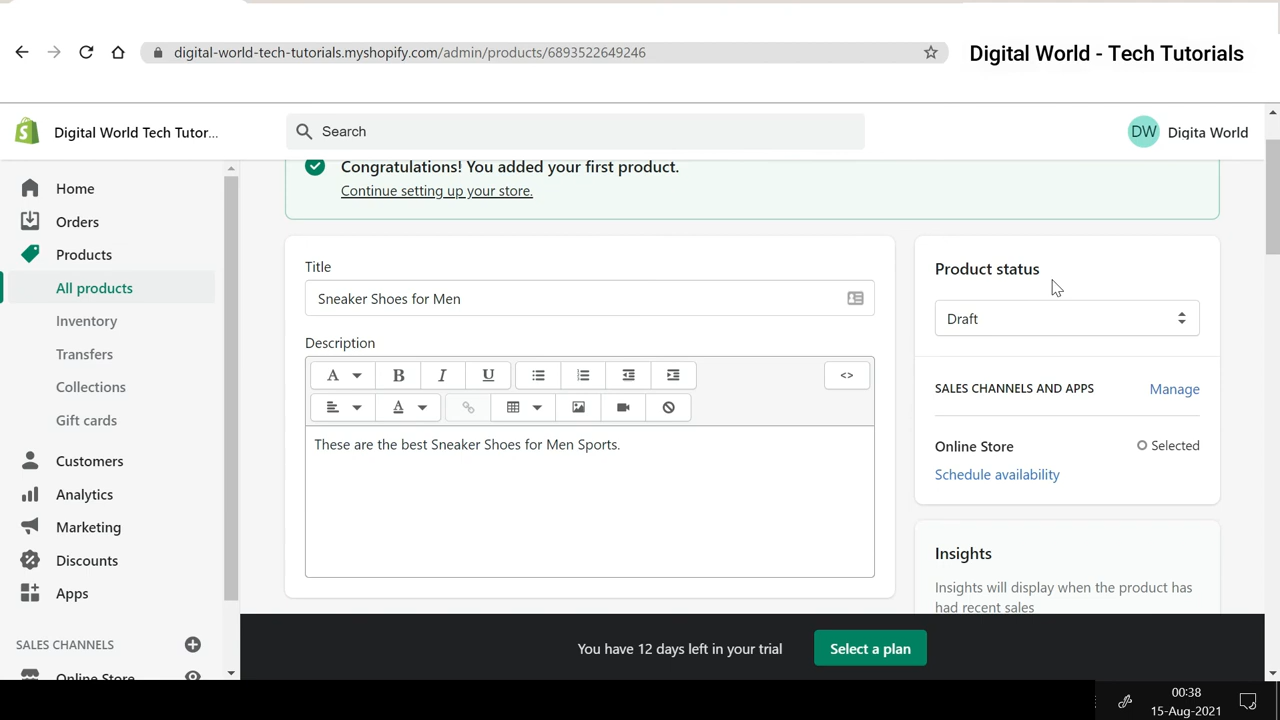 digital-world-tech-tutorials.myshopify.com/admin/products/6893522649246
Digital World - Tech Tutorials
Digital World Tech Tutor...
Search
DW
Digita World
Home
Orders
Products
All products
Inventory
Transfers
Collections
Gift cards
Customers
Analytics
Marketing
Discounts
Apps
SALES CHANNELS
Online Store
Congratulations! You added your first product.
Continue setting up your store.
Title
Sneaker Shoes for Men
Description
A
B
I
U
<>
A
These are the best Sneaker Shoes for Men Sports.
Product status
Draft
SALES CHANNELS AND APPS
Manage
Online Store
Selected
Schedule availability
Insights
Insights will display when the product has
had recent sales
You have 12 days left in your trial
Select a plan
00:38
15-Aug-2021